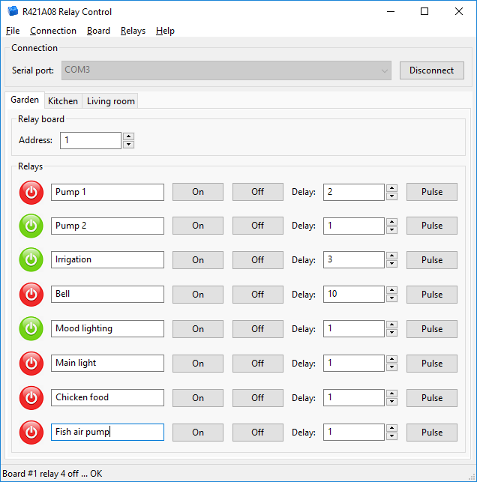 R421A08 Relay Control
File Connection Board Relays Help
Connection
Serial port: COM3 Disconnect
Garden Kitchen Living room
Relay board
Address: 1
Relays
Pump 1 On Off Delay: 2 Pulse
Pump 2 On Off Delay: 1 Pulse
Irrigation On Off Delay: 3 Pulse
Bell On Off Delay: 10 Pulse
Mood lighting On Off Delay: 1 Pulse
Main light On Off Delay: 1 Pulse
Chicken food On Off Delay: 1 Pulse
Fish air pump On Off Delay: 1 Pulse
Board #1 relay 4 off ... OK